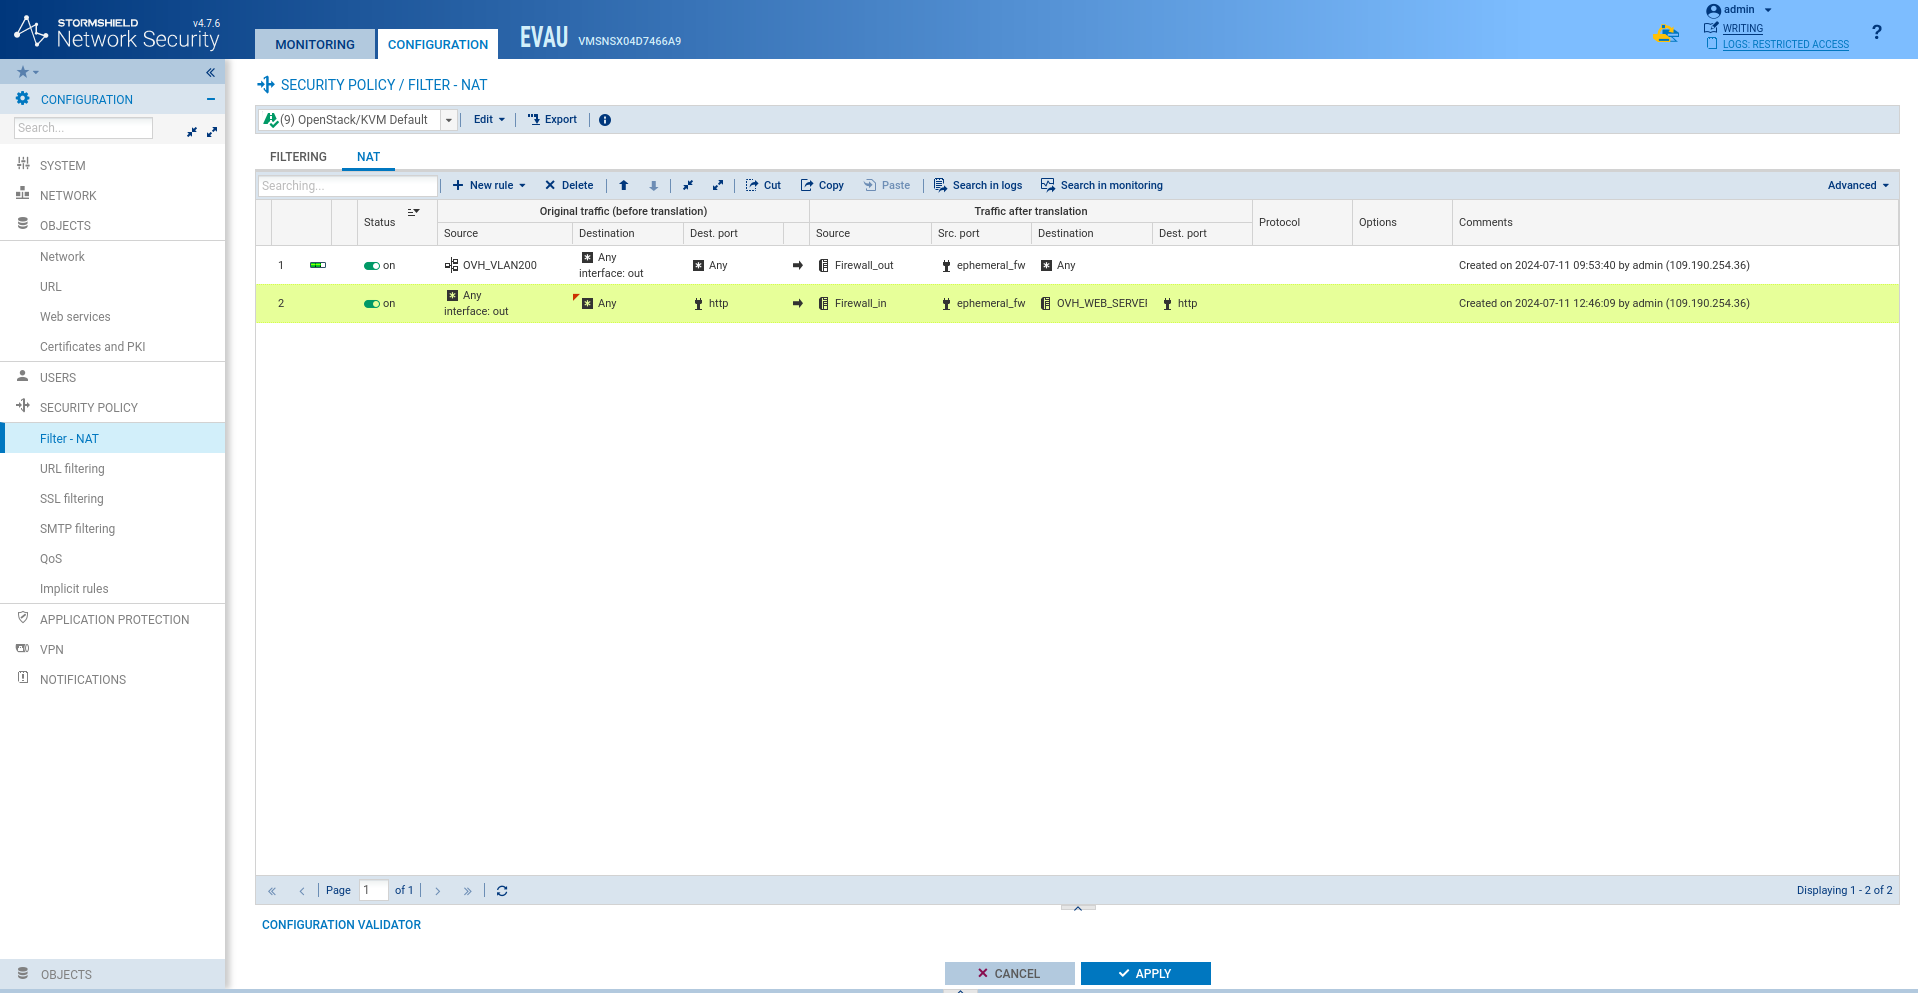 STORMSHIELD v4.7.6
Network Security
MONITORING CONFIGURATION EVAU VMSNSX04D7466A9
admin
WRITING
LOGS: RESTRICTED ACCESS
?
CONFIGURATION
Search...
SYSTEM
NETWORK
OBJECTS
Network
URL
Web services
Certificates and PKI
USERS
SECURITY POLICY
Filter - NAT
URL filtering
SSL filtering
SMTP filtering
QoS
Implicit rules
APPLICATION PROTECTION
VPN
NOTIFICATIONS
OBJECTS
SECURITY POLICY / FILTER - NAT
(9) OpenStack/KVM Default Edit Export
FILTERING NAT
Searching... New rule Delete Cut Copy Paste Search in logs Search in monitoring Advanced
Status Original traffic (before translation) Traffic after translation Protocol Options Comments
Source Destination Dest. port Source Src. port Destination Dest. port
1 on OVH_VLAN200 Any interface: out Any Firewall_out ephemeral_fw Any Created on 2024-07-11 09:53:40 by admin (109.190.254.36)
2 on Any interface: out Any http Firewall_in ephemeral_fw OVH_WEB_SERVEI http Created on 2024-07-11 12:46:09 by admin (109.190.254.36)
Page 1 of 1 Displaying 1 - 2 of 2
CONFIGURATION VALIDATOR
CANCEL APPLY